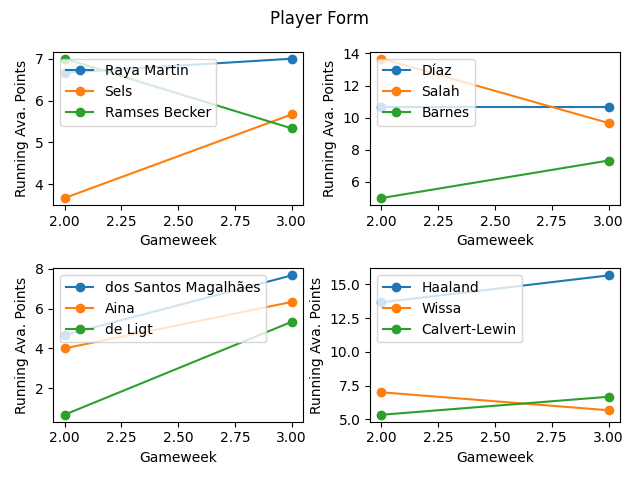 Player Form
7
6
5
4
Running Ava. Points
Raya Martin
Sels
Ramses Becker
2.00 2.25 2.50 2.75 3.00
Gameweek
14
12
10
8
6
Running Ava. Points
Díaz
Salah
Barnes
2.00 2.25 2.50 2.75 3.00
Gameweek
8
6
4
2
Running Ava. Points
dos Santos Magalhães
Aina
de Ligt
2.00 2.25 2.50 2.75 3.00
Gameweek
15.0
12.5
10.0
7.5
5.0
Running Ava. Points
Haaland
Wissa
Calvert-Lewin
2.00 2.25 2.50 2.75 3.00
Gameweek